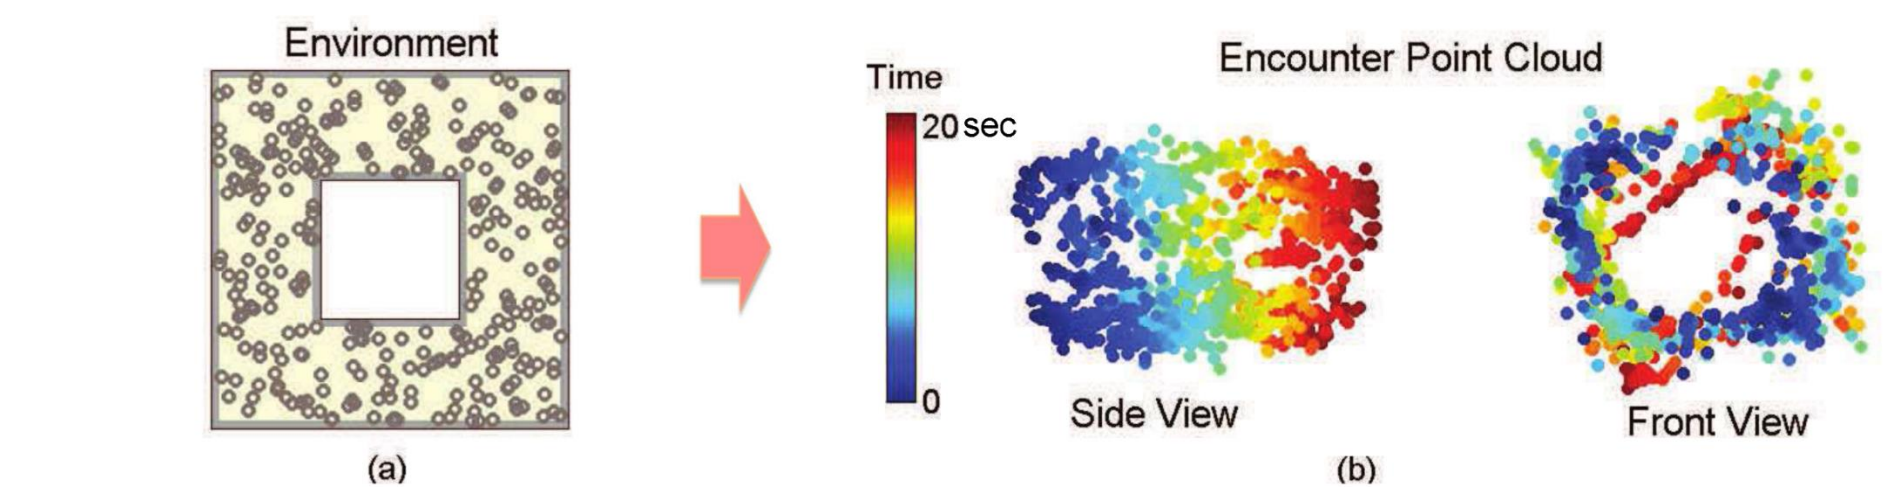 Environment
(a)
Time
20 sec
0
Encounter Point Cloud
Side View
Front View
(b)